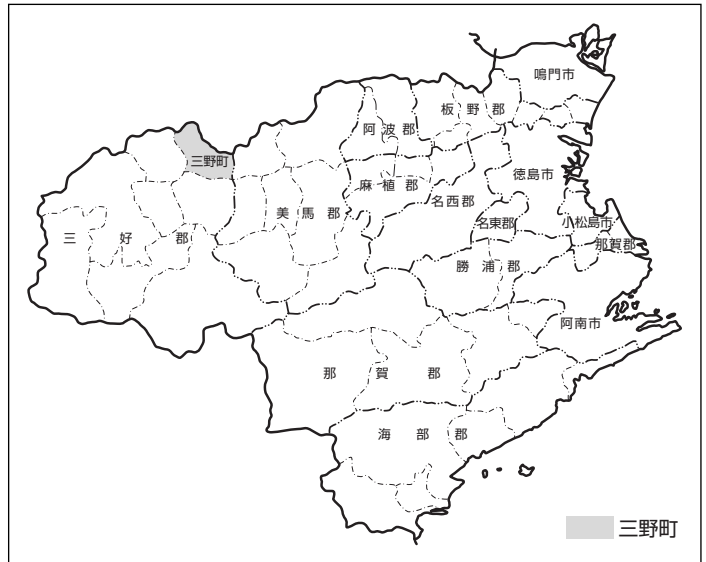 鳴門市
板野郡
阿波郡
三野町
徳島市
麻植郡
名西郡
美馬郡
小松島市
名東郡
三好郡
那賀郡
勝浦郡
阿南市
那賀郡
海部郡
三野町